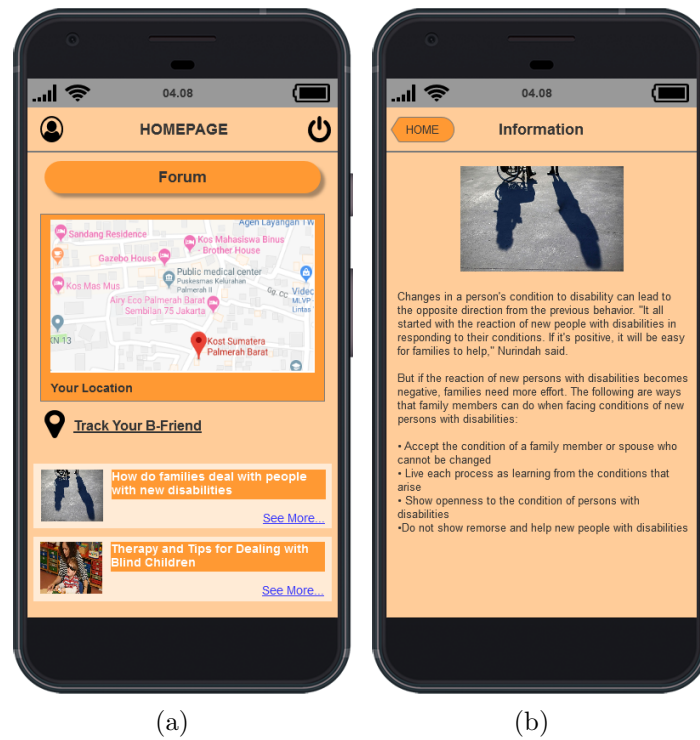 04.08
HOMEPAGE
Forum
Agen Layangan TW
Sandang Residence
Kos Mahasiswa Binus
- Brother House
Gazebo House
Public medical center
Puskesmas Kelurahan
Palmerah II
Kos Mas Mus
Gg. CC
Videc
MLVP -
Lintas
Airy Eco Palmerah Barat
Sembilan 75 Jakarta
KN 13
Kost Sumatera
Palmerah Barat
Your Location
Track Your B-Friend
How do families deal with people
with new disabilities
See More...
Therapy and Tips for Dealing with
Blind Children
See More...
(a)
04.08
HOME
Information
Changes in a person's condition to disability can lead to
the opposite direction from the previous behavior. "It all
started with the reaction of new people with disabilities in
responding to their conditions. If it's positive, it will be easy
for families to help," Nurindah said.
But if the reaction of new persons with disabilities becomes
negative, families need more effort. The following are ways
that family members can do when facing conditions of new
persons with disabilities:
• Accept the condition of a family member or spouse who
cannot be changed
• Live each process as learning from the conditions that
arise
• Show openness to the condition of persons with
disabilities
•Do not show remorse and help new people with disabilities
(b)